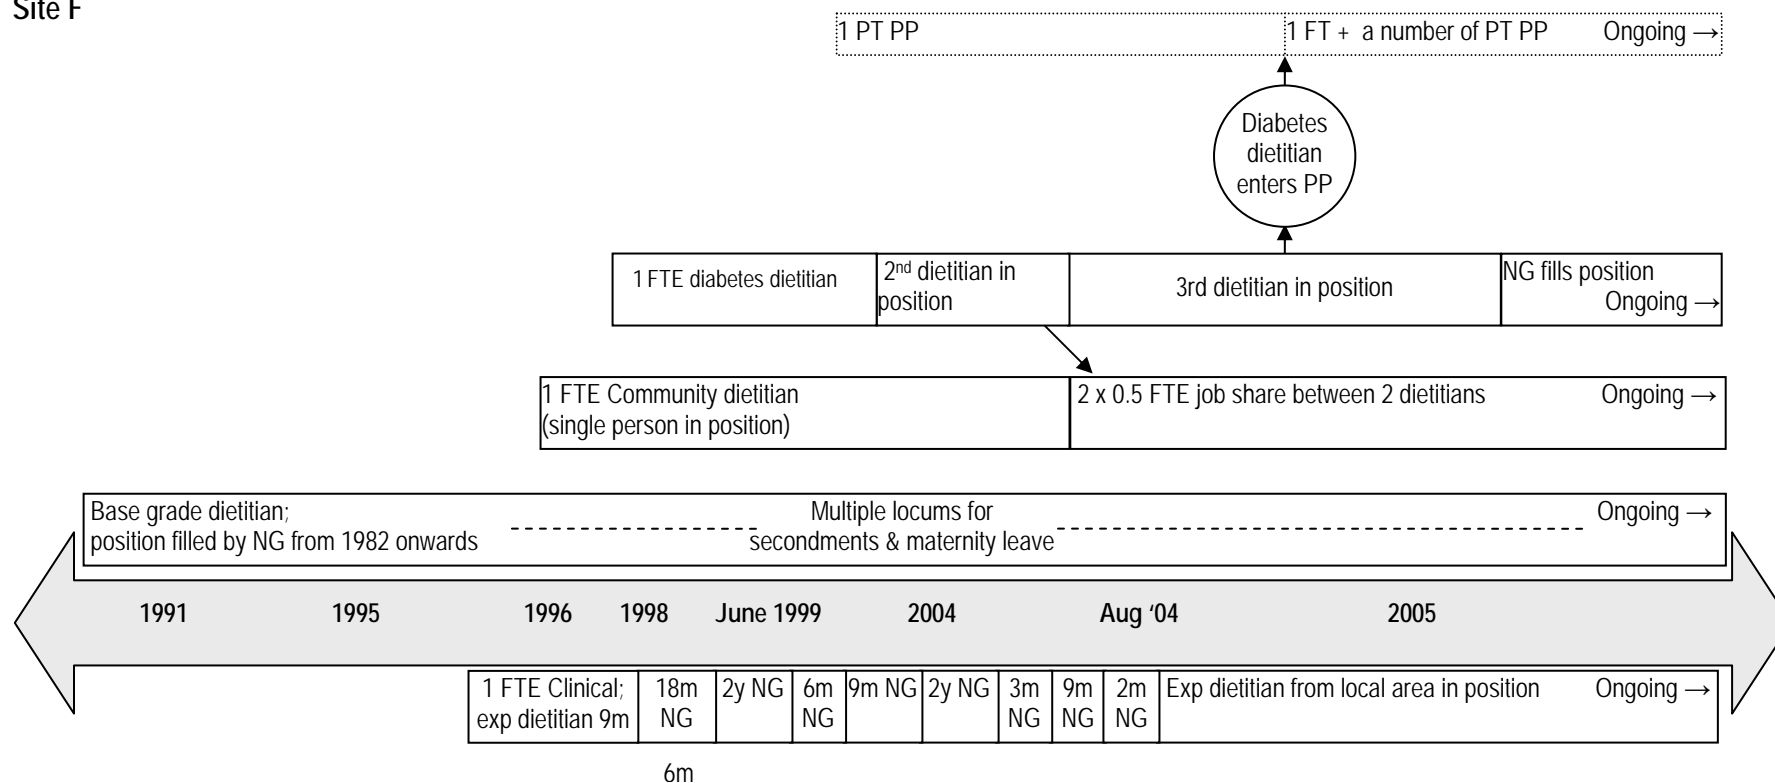 Site F
1 PT PP
1 FT + a number of PT PP Ongoing →
Diabetes
dietitian
enters PP
1 FTE diabetes dietitian
2nd dietitian in
position
3rd dietitian in position
NG fills position
Ongoing →
1 FTE Community dietitian
(single person in position)
2 x 0.5 FTE job share between 2 dietitians Ongoing →
Base grade dietitian;
position filled by NG from 1982 onwards
Multiple locums for
secondments & maternity leave
Ongoing →
1991 1995 1996 1998 June 1999 2004 Aug ‘04 2005
1 FTE Clinical;
exp dietitian 9m
18m
NG
2y NG
6m
NG
9m NG
2y NG
3m
NG
9m
NG
2m
NG
Exp dietitian from local area in position Ongoing →
6m